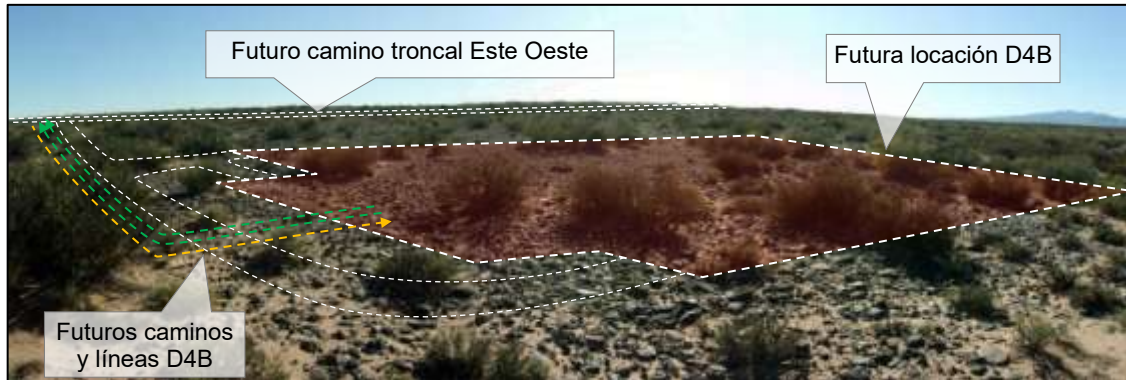 Futuro camino troncal Este Oeste
Futura locación D4B
Futuros caminos
y líneas D4B